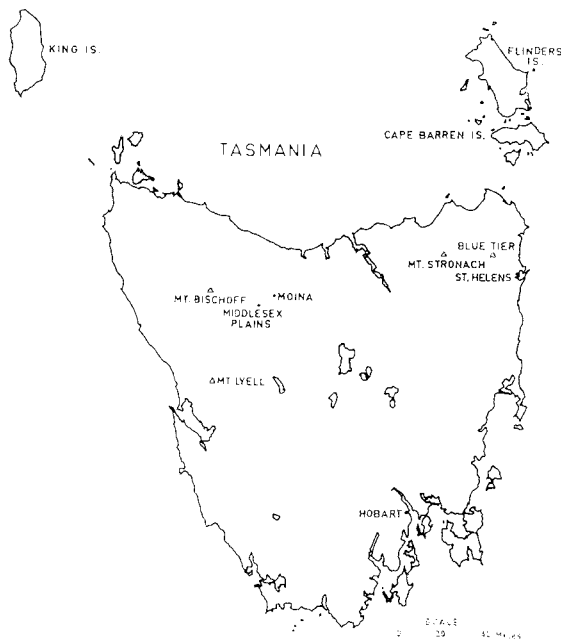 KING IS.
FLINDERS
IS.
CAPE BARREN IS.
TASMANIA
BLUE TIER
MT. STRONACH
ST. HELENS
MT. BISCHOFF
MOINA
MIDDLESEX
PLAINS
MT LYELL
HOBART
SCALE
20